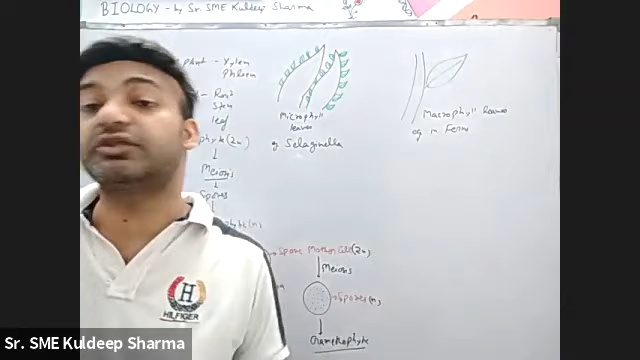 BIOLOGY - by Sr. SME Kuldeep Sharma
plant - Xylem
Phloem
Root
Stem
leaf
phyte(2n)
Meiosis
Spores
phyte(n)
Microphyll
leaves
eg Selaginella
Macrophyll leaves
eg in Ferns
Spore Mother Cell(2n)
Meiosis
Spores(n)
Gametophyte
H
HILFIGER
Sr. SME Kuldeep Sharma